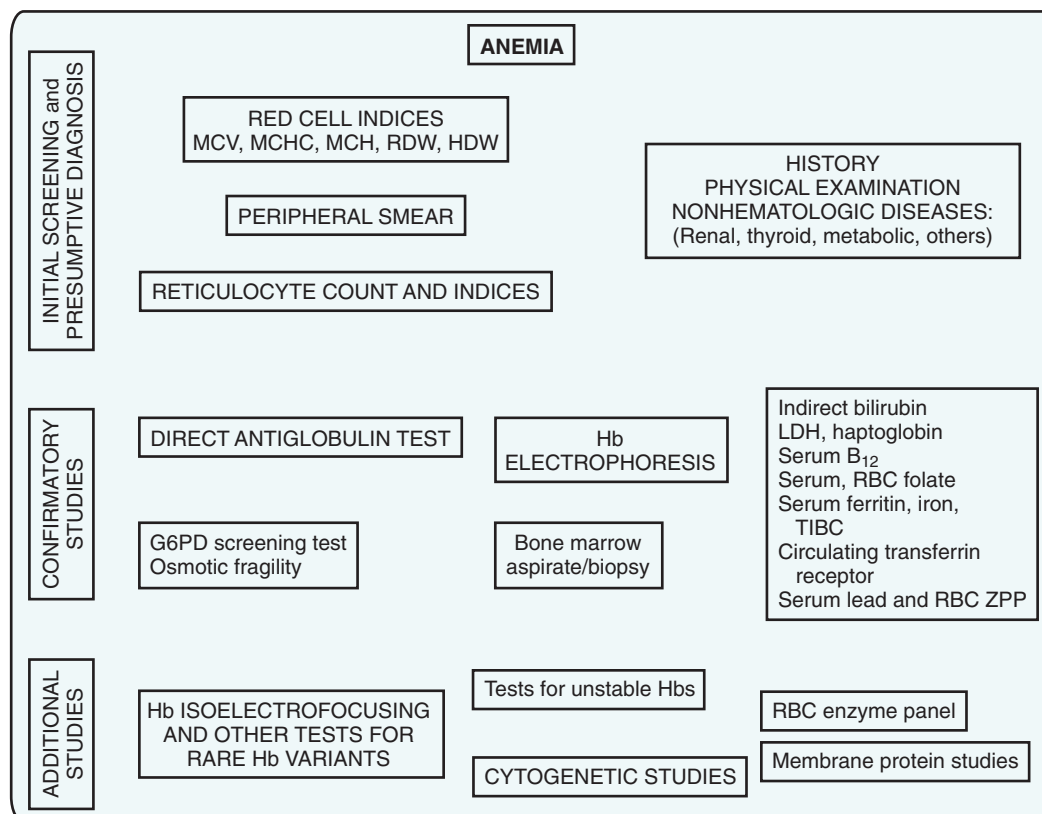 ANEMIA
INITIAL SCREENING and
PRESUMPTIVE DIAGNOSIS
RED CELL INDICES
MCV, MCHC, MCH, RDW, HDW
PERIPHERAL SMEAR
RETICULOCYTE COUNT AND INDICES
HISTORY
PHYSICAL EXAMINATION
NONHEMATOLOGIC DISEASES:
(Renal, thyroid, metabolic, others)
CONFIRMATORY
STUDIES
DIRECT ANTIGLOBULIN TEST
Hb
ELECTROPHORESIS
G6PD screening test
Osmotic fragility
Bone marrow
aspirate/biopsy
Indirect bilirubin
LDH, haptoglobin
Serum B₁₂
Serum, RBC folate
Serum ferritin, iron,
TIBC
Circulating transferrin
receptor
Serum lead and RBC ZPP
ADDITIONAL
STUDIES
Hb ISOELECTROFOCUSING
AND OTHER TESTS FOR
RARE Hb VARIANTS
Tests for unstable Hbs
CYTOGENETIC STUDIES
RBC enzyme panel
Membrane protein studies